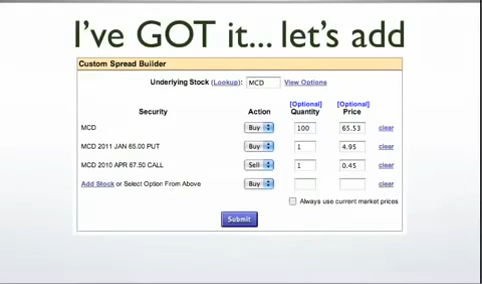 I've GOT it... let's add
Custom Spread Builder
Underlying Stock (Lookup): MCD View Options
[Optional] [Optional]
Security Action Quantity Price
MCD Buy 100 65.53 clear
MCD 2011 JAN 65.00 PUT Buy 1 4.95 clear
MCD 2010 APR 67.50 CALL Sell 1 0.45 clear
Add Stock or Select Option From Above Buy clear
Always use current market prices
Submit